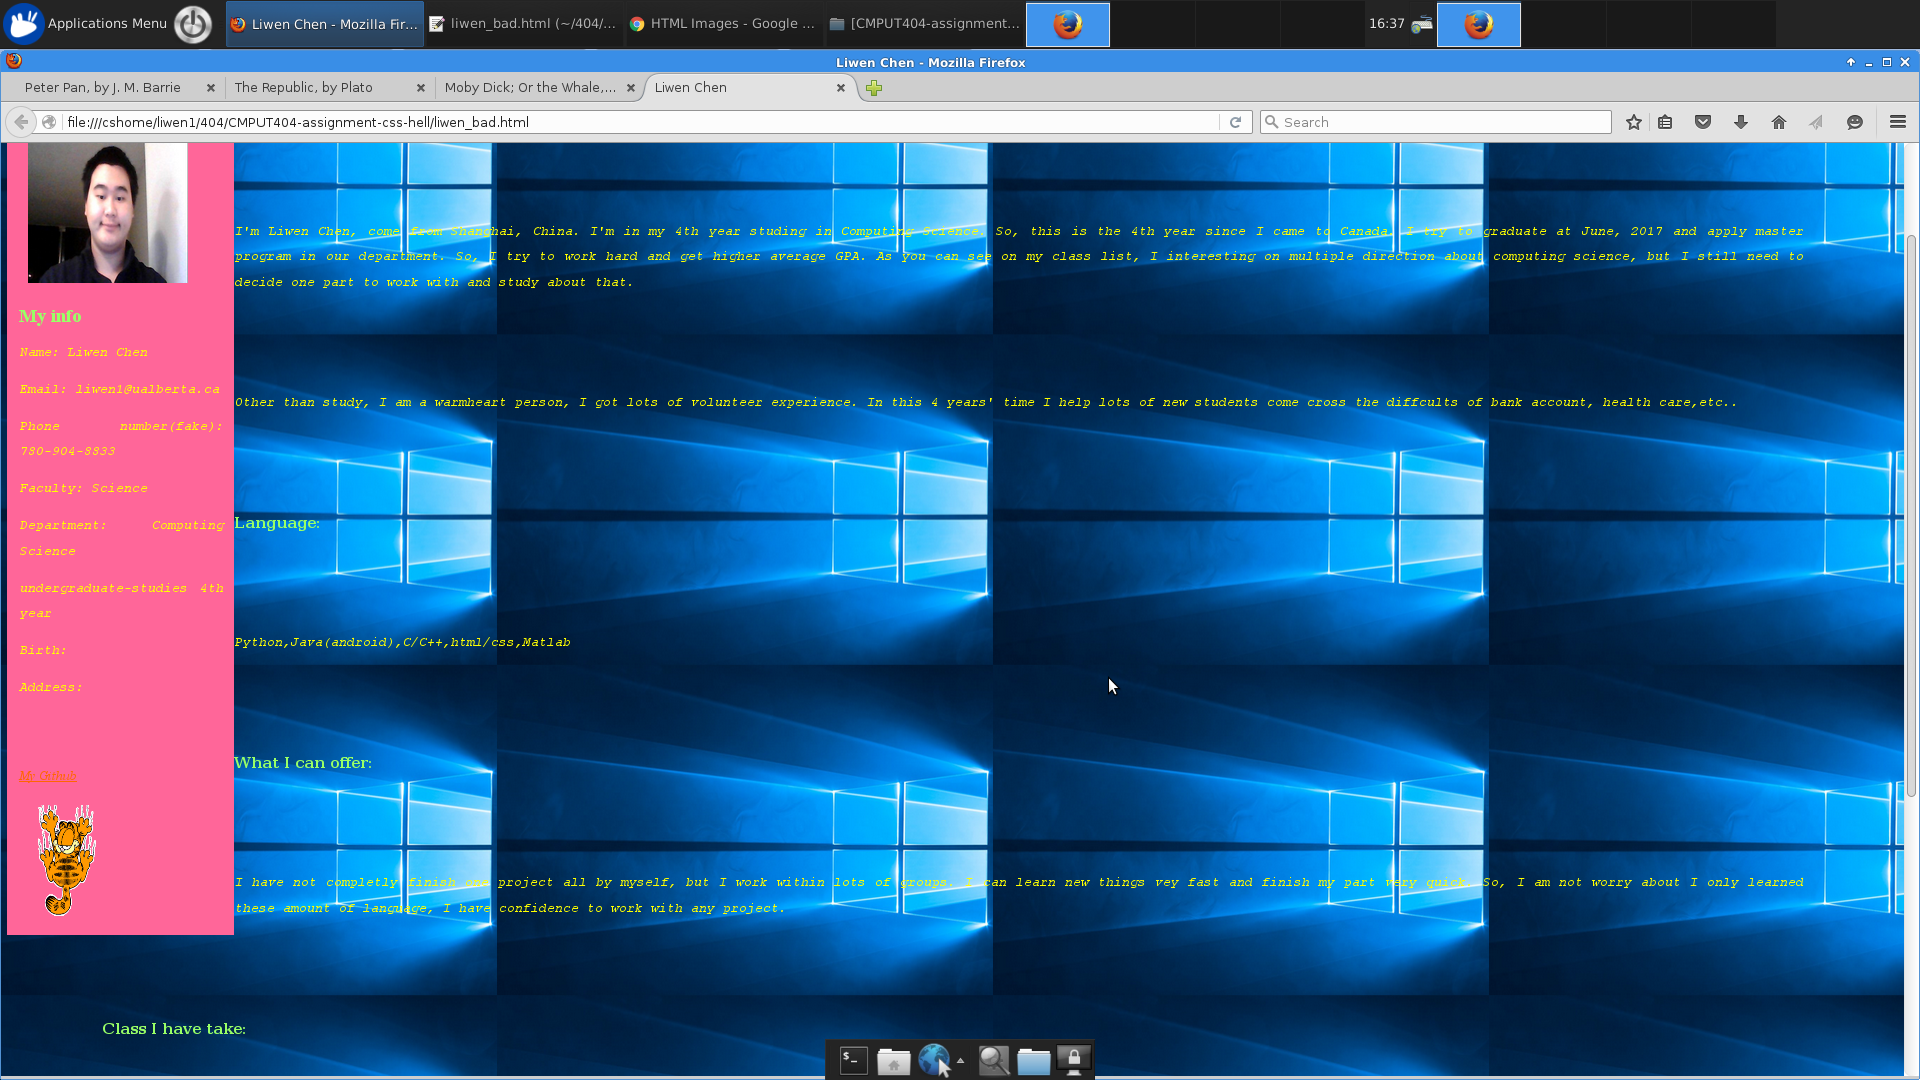 Applications Menu
Liwen Chen - Mozilla Fir...
liwen_bad.html (~/404/...
HTML Images - Google ...
[CMPUT404-assignment...
16:37
Liwen Chen - Mozilla Firefox
Peter Pan, by J. M. Barrie
The Republic, by Plato
Moby Dick; Or the Whale,...
Liwen Chen
file:///cshome/liwen1/404/CMPUT404-assignment-css-hell/liwen_bad.html
Search
I'm Liwen Chen, come from Shanghai, China. I'm in my 4th year studing in Computing Science. So, this is the 4th year since I came to Canada. I try to graduate at June, 2017 and apply master
program in our department. So, I try to work hard and get higher average GPA. As you can see on my class list, I interesting on multiple direction about computing science, but I still need to
decide one part to work with and study about that.
My info
Name: Liwen Chen
Email: liwen1@ualberta.ca
Phone number(fake):
780-904-8833
Faculty: Science
Department: Computing
Science
undergraduate-studies 4th
year
Birth:
Address:
My Github
Other than study, I am a warmheart person, I got lots of volunteer experience. In this 4 years' time I help lots of new students come cross the diffcults of bank account, health care,etc..
Language:
Python,Java(android),C/C++,html/css,Matlab
What I can offer:
I have not completly finish one project all by myself, but I work within lots of groups. I can learn new things vey fast and finish my part very quick. So, I am not worry about I only learned
these amount of language, I have confidence to work with any project.
Class I have take: